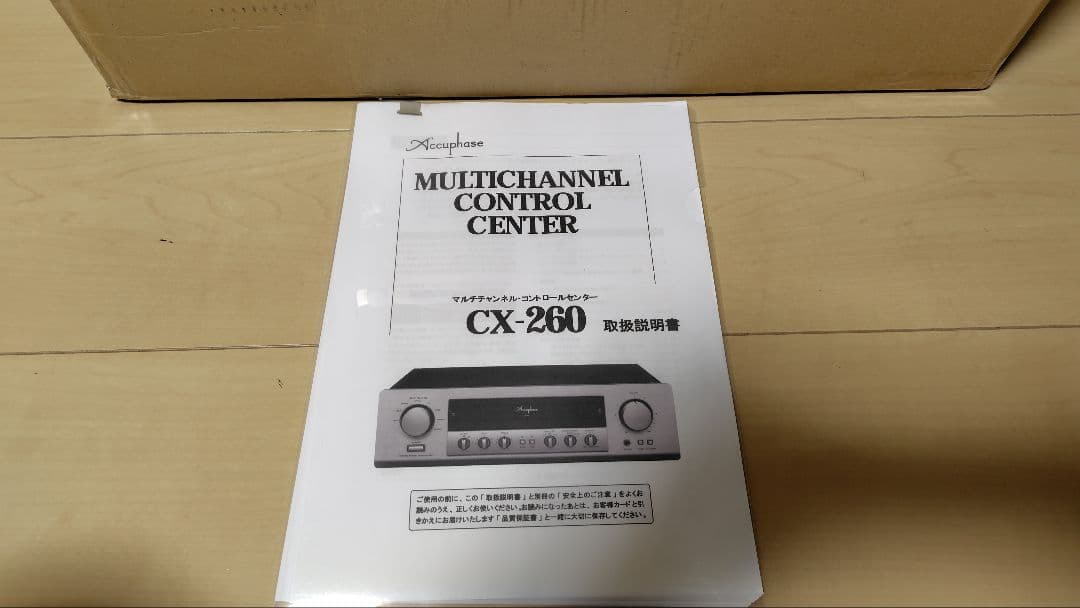 Accuphase
MULTICHANNEL
CONTROL
CENTER
マルチチャンネル・コントロールセンター
CX-260 取扱説明書
Accuphase
ご使用の前に、この「取扱説明書」と別冊の「安全上のご注意」をよくお
読みのうえ、正しくお使いください。お読みになったあとは、お客様カードと引
きかえにお届けいたします「品質保証書」と一緒に大切に保存してください。